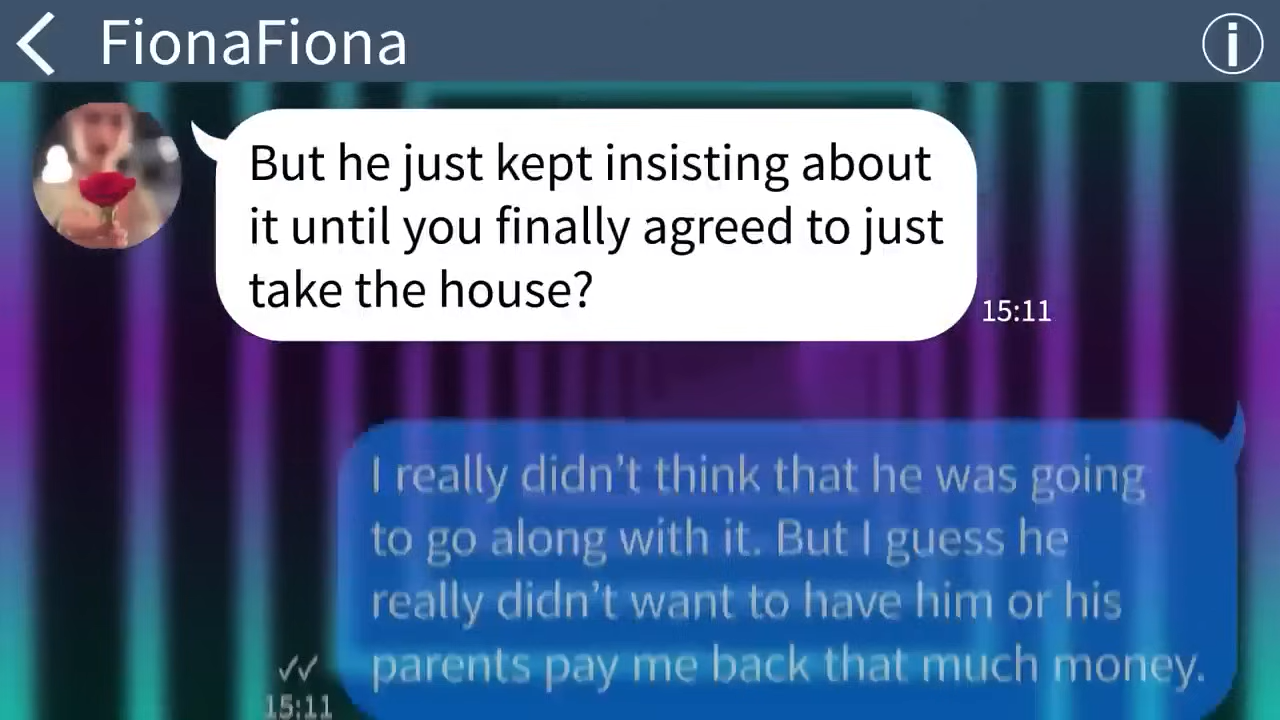 FionaFiona
But he just kept insisting about
it until you finally agreed to just
take the house?
15:11
I really didn’t think that he was going
to go along with it. But I guess he
really didn’t want to have him or his
parents pay me back that much money.
15:11